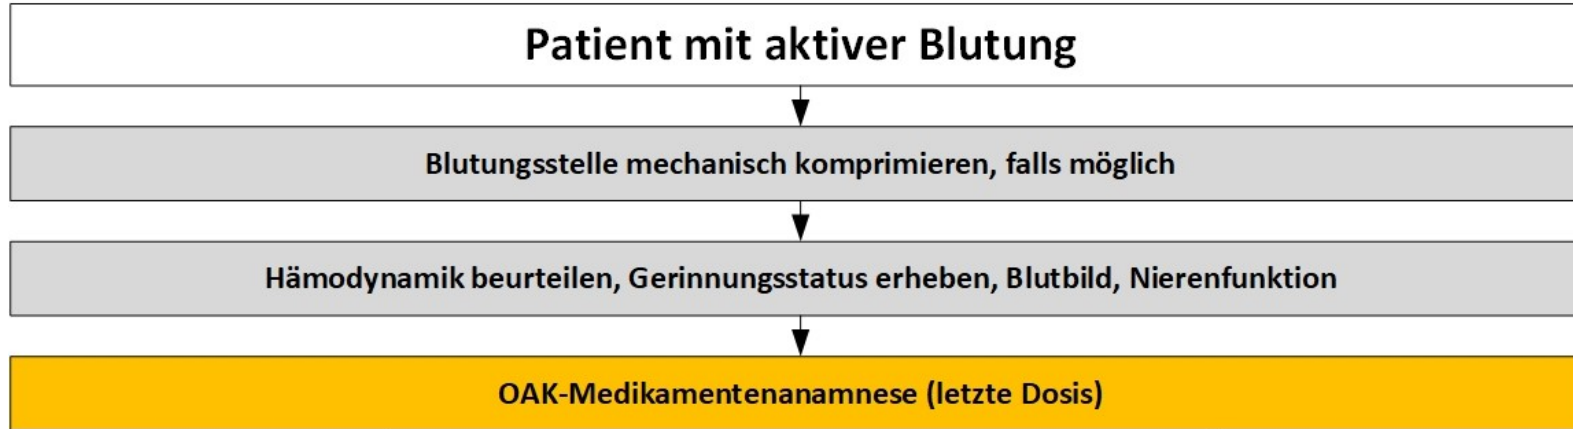 Patient mit aktiver Blutung
Blutungsstelle mechanisch komprimieren, falls möglich
Hämodynamik beurteilen, Gerinnungsstatus erheben, Blutbild, Nierenfunktion
OAK-Medikamentenanamnese (letzte Dosis)